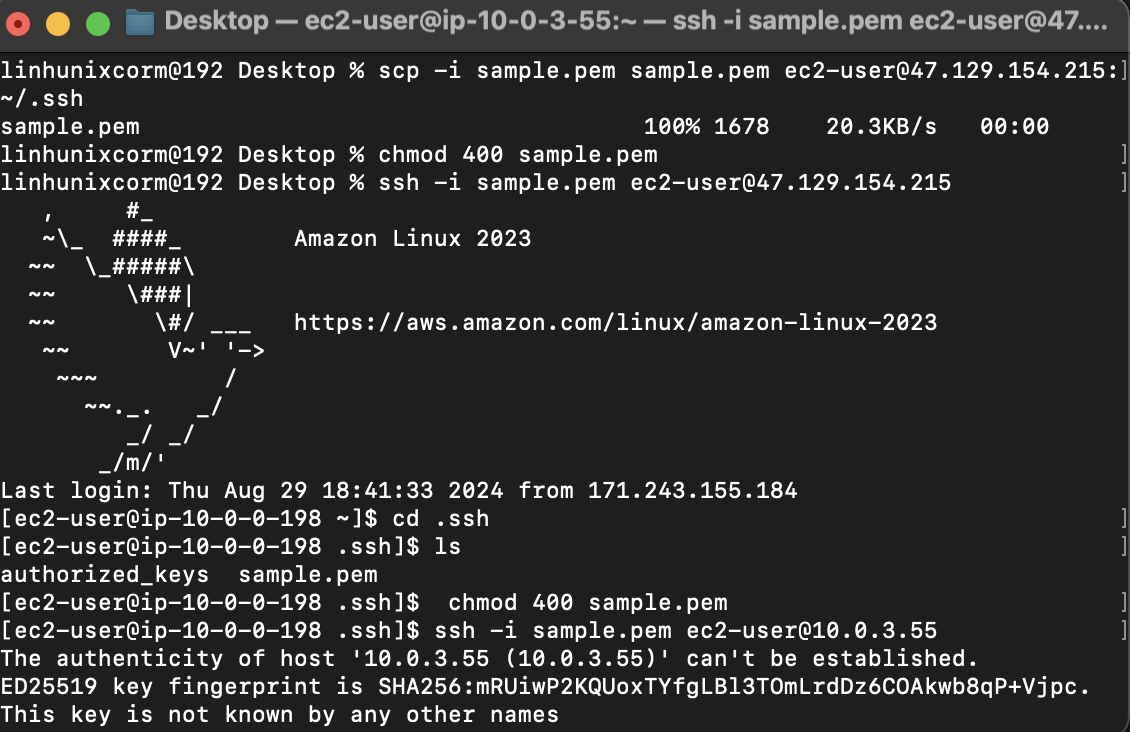 Desktop — ec2-user@ip-10-0-3-55:~ — ssh -i sample.pem ec2-user@47....
linhunixcorm@192 Desktop % scp -i sample.pem sample.pem ec2-user@47.129.154.215:]
~/.ssh
sample.pem                                    100% 1678    20.3KB/s   00:00
linhunixcorm@192 Desktop % chmod 400 sample.pem                                 ]
linhunixcorm@192 Desktop % ssh -i sample.pem ec2-user@47.129.154.215            ]
   ,     #_
   ~\_  ####_        Amazon Linux 2023
  ~~  \_#####\
  ~~     \###|
  ~~       \#/ ___   https://aws.amazon.com/linux/amazon-linux-2023
   ~~       V~' '->
    ~~~         /
      ~~._.   _/
         _/ _/
       _/m/'
Last login: Thu Aug 29 18:41:33 2024 from 171.243.155.184
[ec2-user@ip-10-0-0-198 ~]$ cd .ssh                                             ]
[ec2-user@ip-10-0-0-198 .ssh]$ ls                                               ]
authorized_keys  sample.pem
[ec2-user@ip-10-0-0-198 .ssh]$  chmod 400 sample.pem                            ]
[ec2-user@ip-10-0-0-198 .ssh]$ ssh -i sample.pem ec2-user@10.0.3.55             ]
The authenticity of host '10.0.3.55 (10.0.3.55)' can't be established.
ED25519 key fingerprint is SHA256:mRUiwP2KQUoxTYfgLBl3TOmLrdDz6COAkwb8qP+Vjpc.
This key is not known by any other names